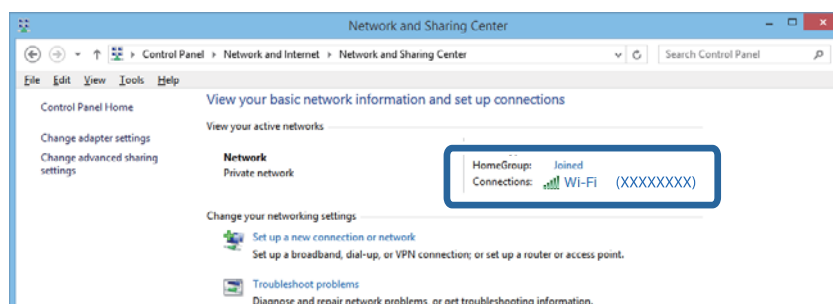 Network and Sharing Center
Control Panel Network and Internet Network and Sharing Center Search Control Panel
File Edit View Tools Help
Control Panel Home
Change adapter settings
Change advanced sharing
settings
View your basic network information and set up connections
View your active networks
Network
Private network
HomeGroup: Joined
Connections: Wi-Fi (XXXXXXXX)
Change your networking settings
Set up a new connection or network
Set up a broadband, dial-up, or VPN connection; or set up a router or access point.
Troubleshoot problems
Diagnose and repair network problems, or get troubleshooting information.